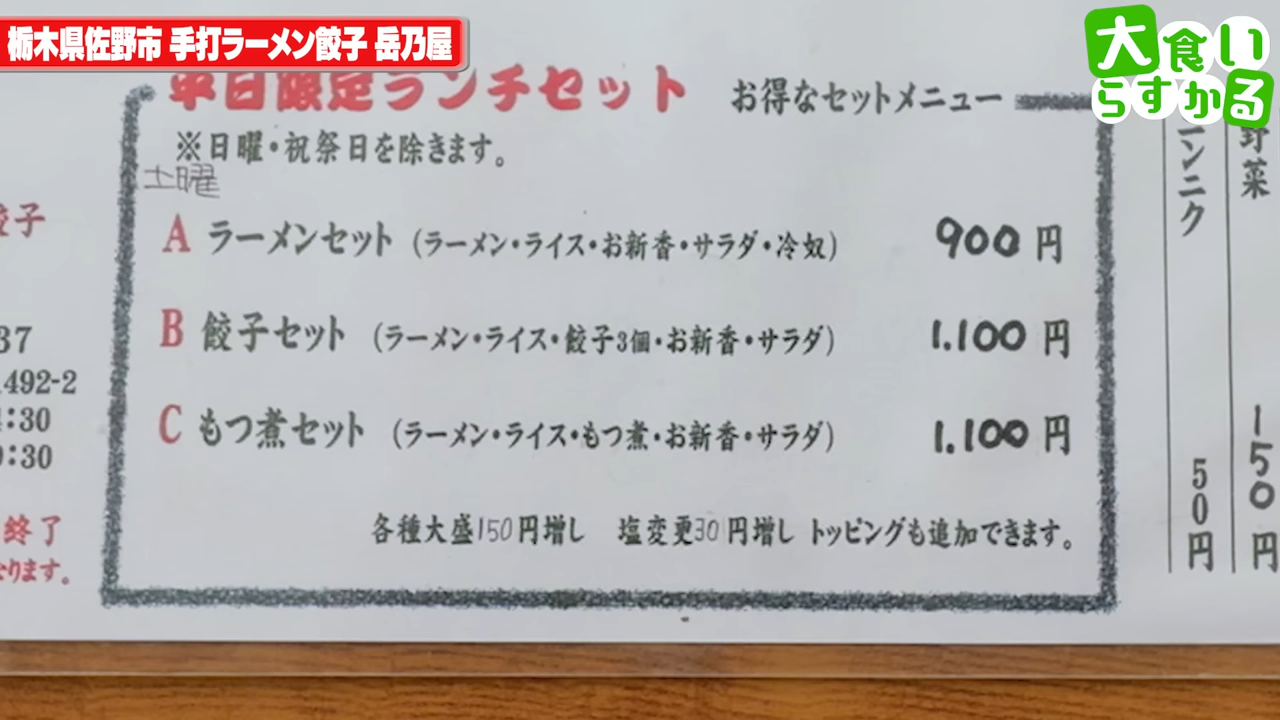 栃木県佐野市 手打ラーメン餃子 岳乃屋
大食い
らすかる
平日限定ランチセット お得なセットメニュー
※日曜・祝祭日を除きます。
土曜
A ラーメンセット (ラーメン・ライス・お新香・サラダ・冷奴) 900円
B 餃子セット (ラーメン・ライス・餃子3個・お新香・サラダ) 1.100円
C もつ煮セット (ラーメン・ライス・もつ煮・お新香・サラダ) 1.100円
各種大盛150円増し 塩変更30円増し トッピングも追加できます。
野菜 150円
ンニク 50円
餃子
37
492-2
:30
:30
終了
ります。